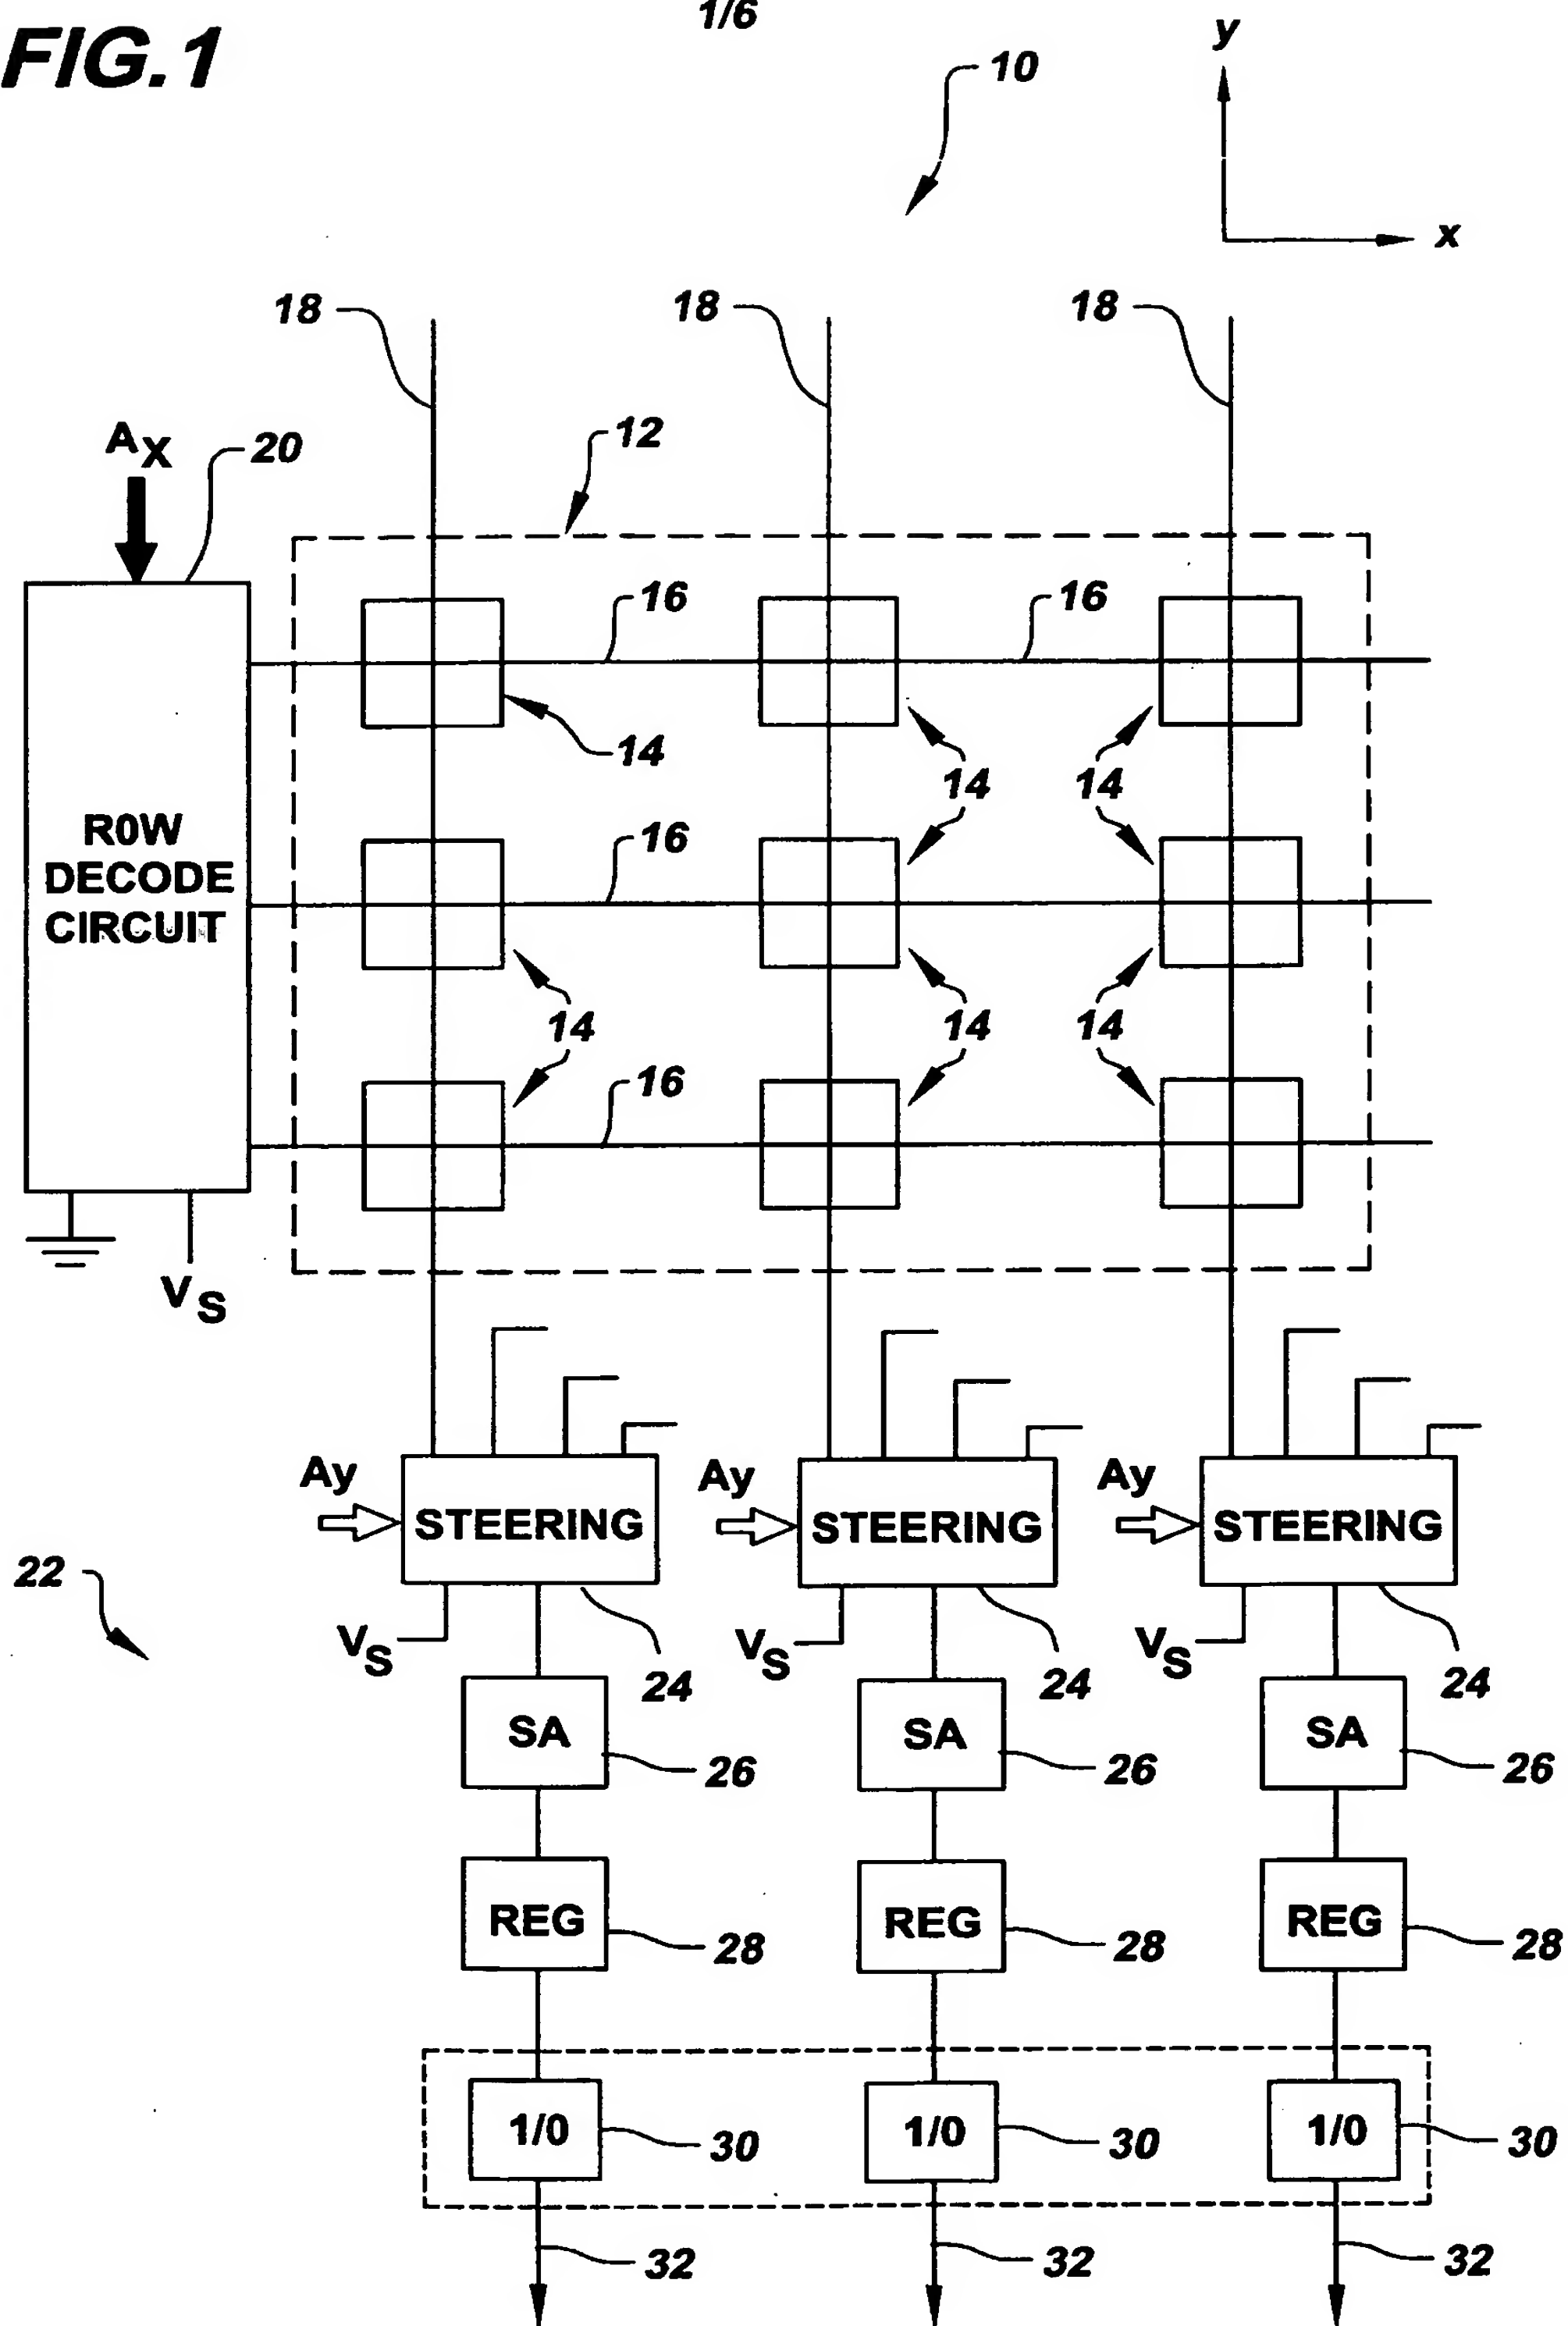 1/6
FIG.1
y
10
x
18 18 18
12
AX 20
16 16
14
14 14
R0W
DECODE
CIRCUIT
16
14 14 14
16
VS
Ay Ay Ay
STEERING STEERING STEERING
22
VS VS VS
24 24 24
SA SA SA
26 26 26
REG REG REG
28 28 28
1/0 1/0 1/0
30 30 30
32 32 32